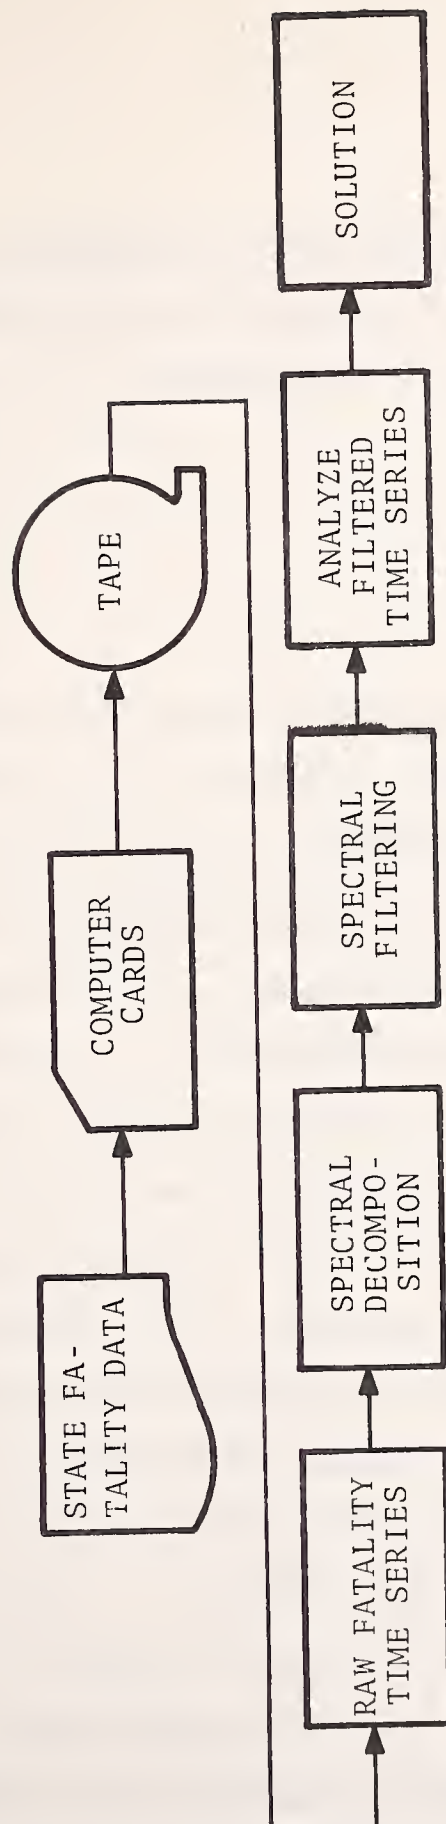 STATE FA-
TALITY DATA
COMPUTER
CARDS
TAPE
RAW FATALITY
TIME SERIES
SPECTRAL
DECOMPO-
SITION
SPECTRAL
FILTERING
ANALYZE
FILTERED
TIME SERIES
SOLUTION